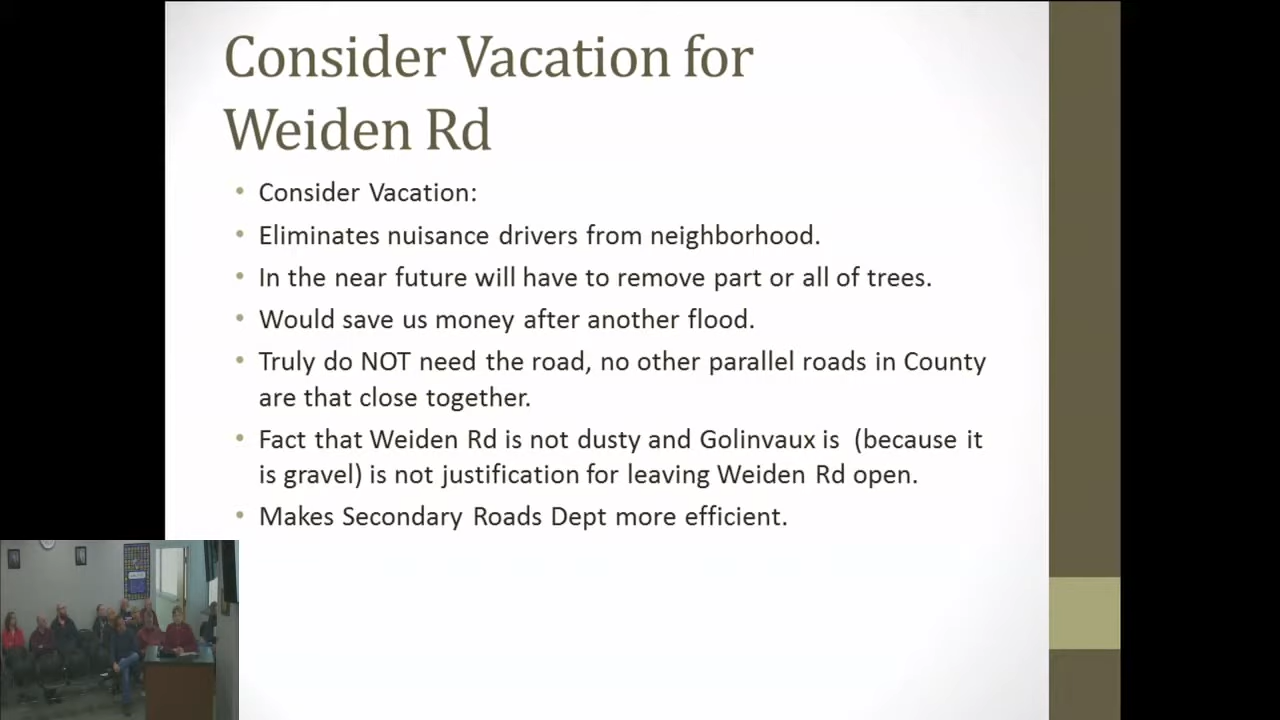 Consider Vacation for
Weiden Rd
• Consider Vacation:
• Eliminates nuisance drivers from neighborhood.
• In the near future will have to remove part or all of trees.
• Would save us money after another flood.
• Truly do NOT need the road, no other parallel roads in County
are that close together.
• Fact that Weiden Rd is not dusty and Golinvaux is (because it
is gravel) is not justification for leaving Weiden Rd open.
• Makes Secondary Roads Dept more efficient.